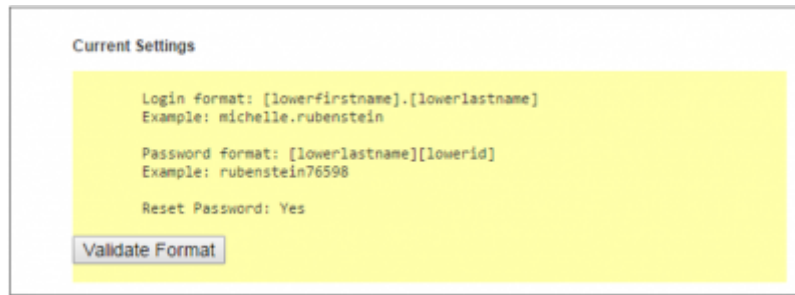 Current Settings
Login format: [lowerfirstname].[lowerlastname]
Example: michelle.rubenstein
Password format: [lowerlastname][lowerid]
Example: rubenstein76598
Reset Password: Yes
Validate Format